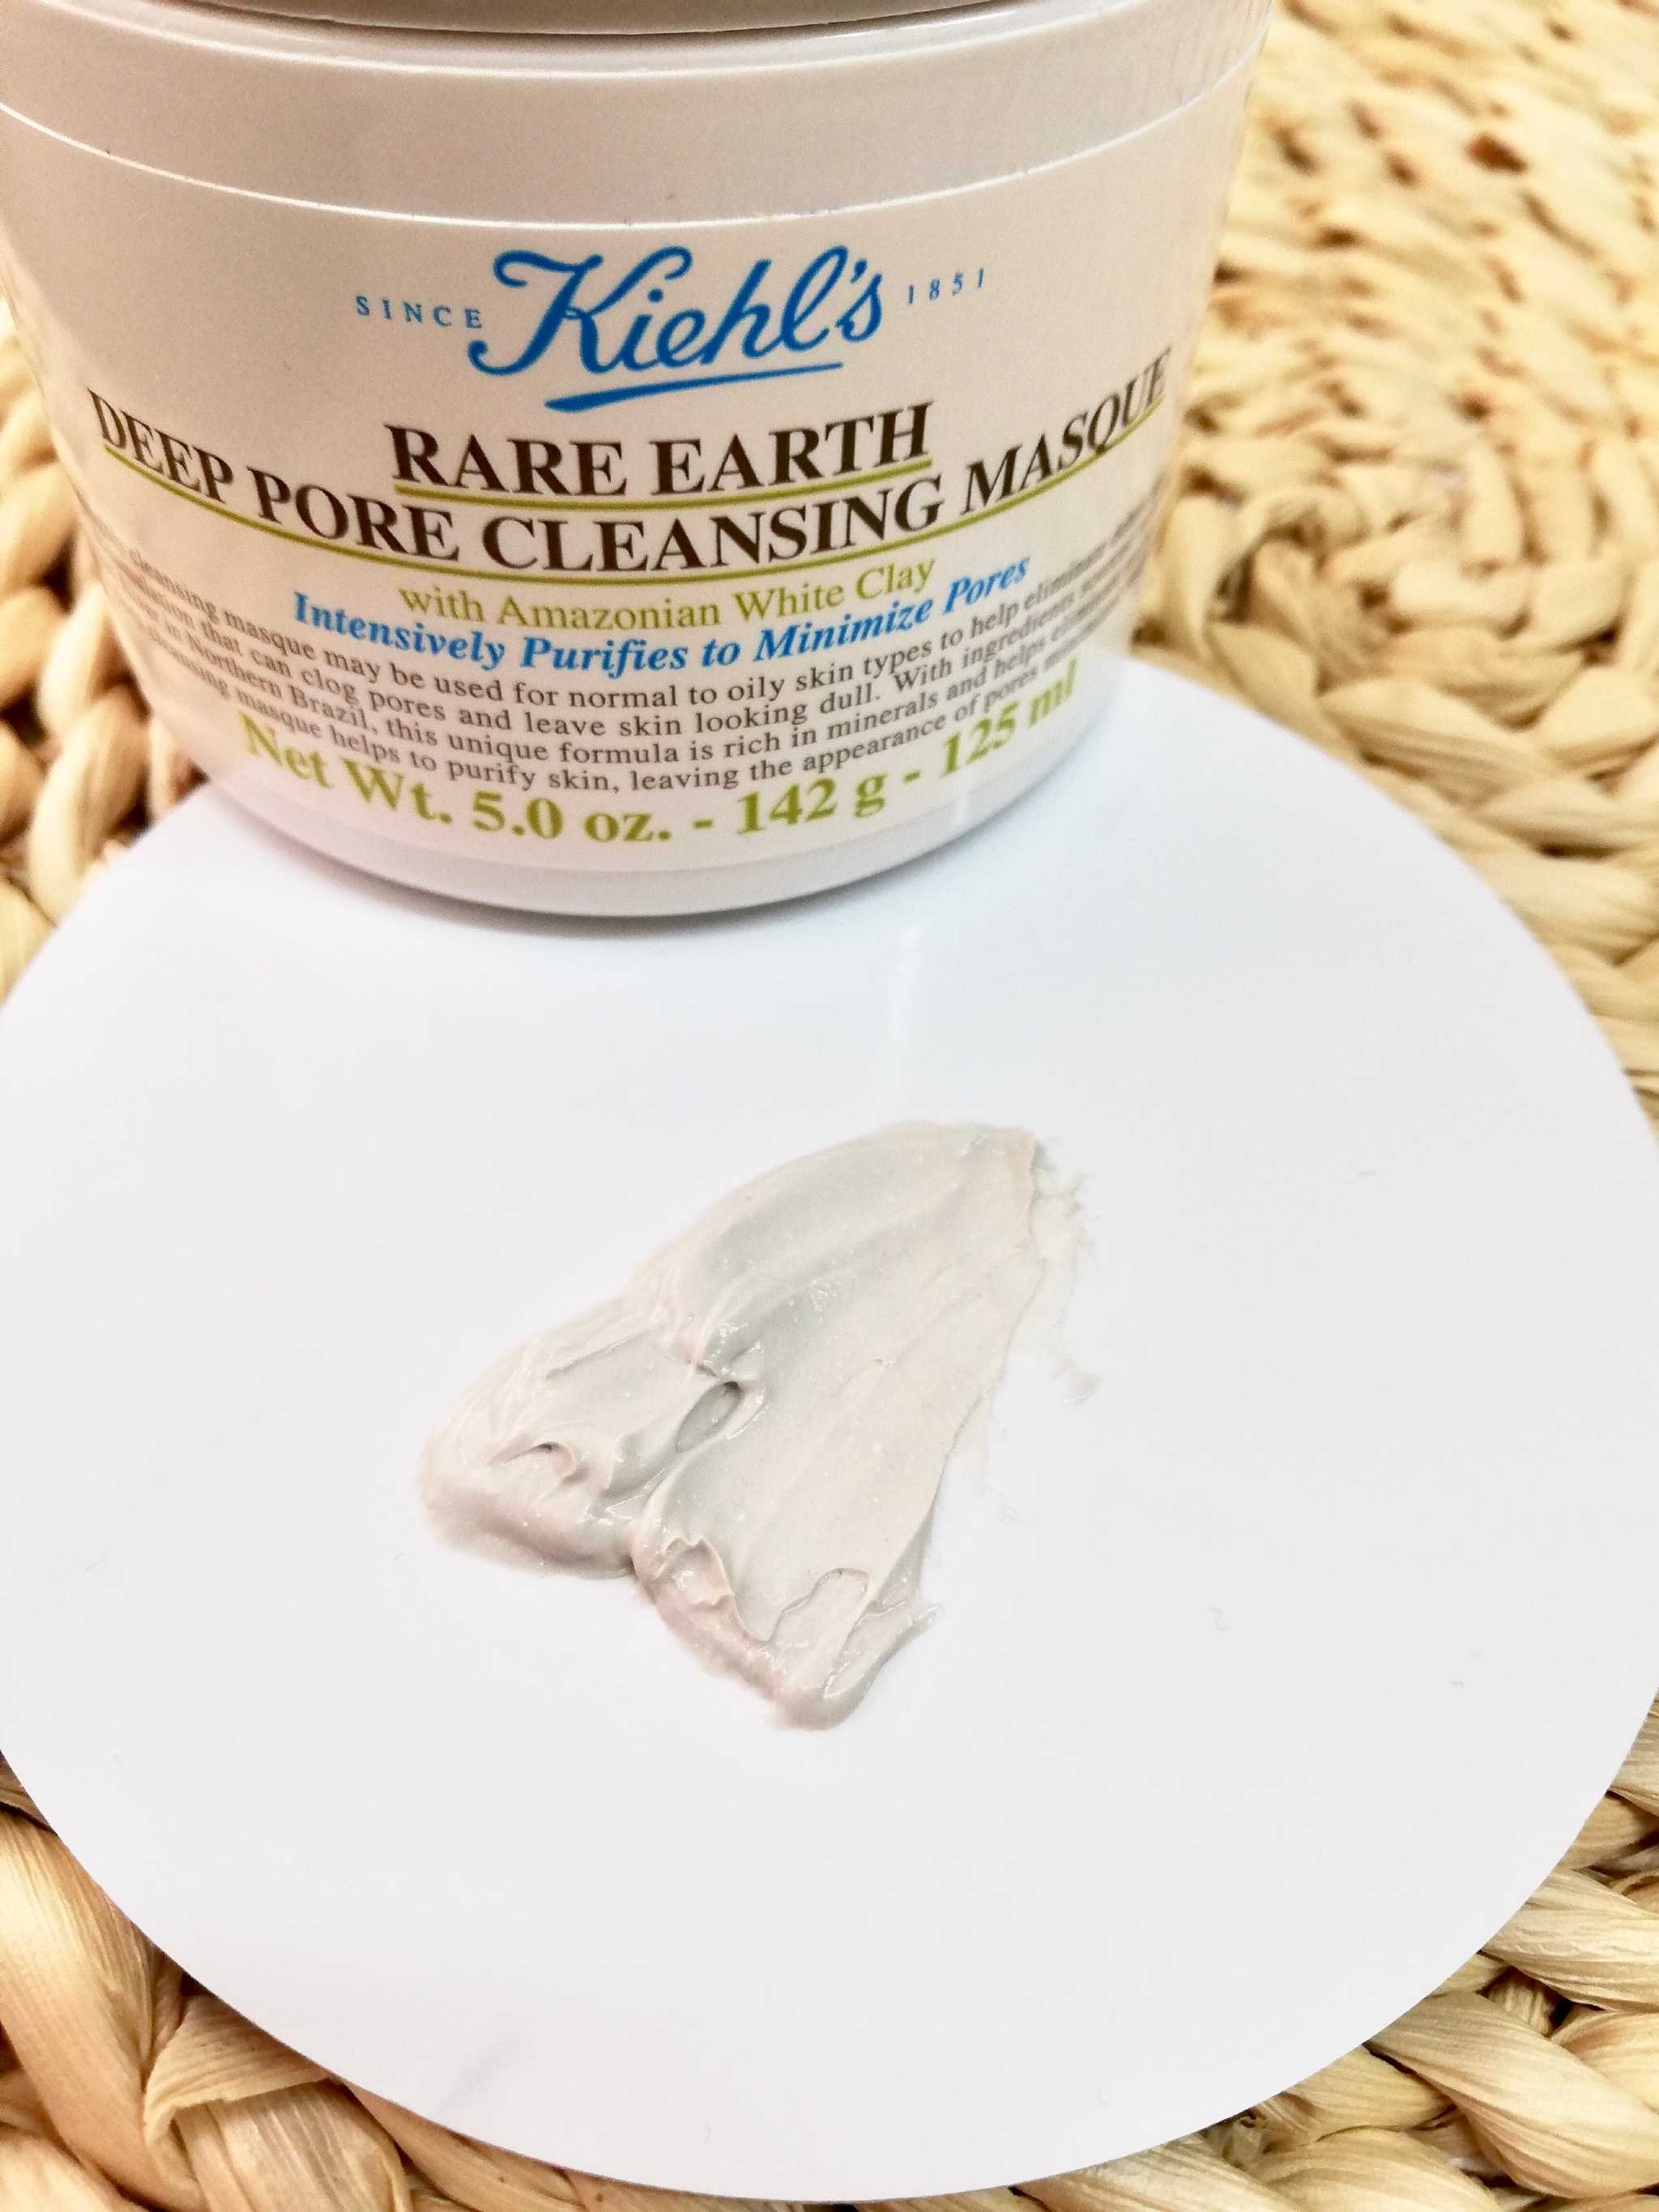 SINCE Kiehl's 1851
RARE EARTH
DEEP PORE CLEANSING MASQUE
with Amazonian White Clay
Intensively Purifies to Minimize Pores
cleansing masque may be used for normal to oily skin types to help eliminate
that can clog pores and leave skin looking dull. With ingredients
in Northern Brazil, this unique formula is rich in minerals and helps
masque helps to purify skin, leaving the appearance of pores
Net Wt. 5.0 oz. - 142 g - 125 ml